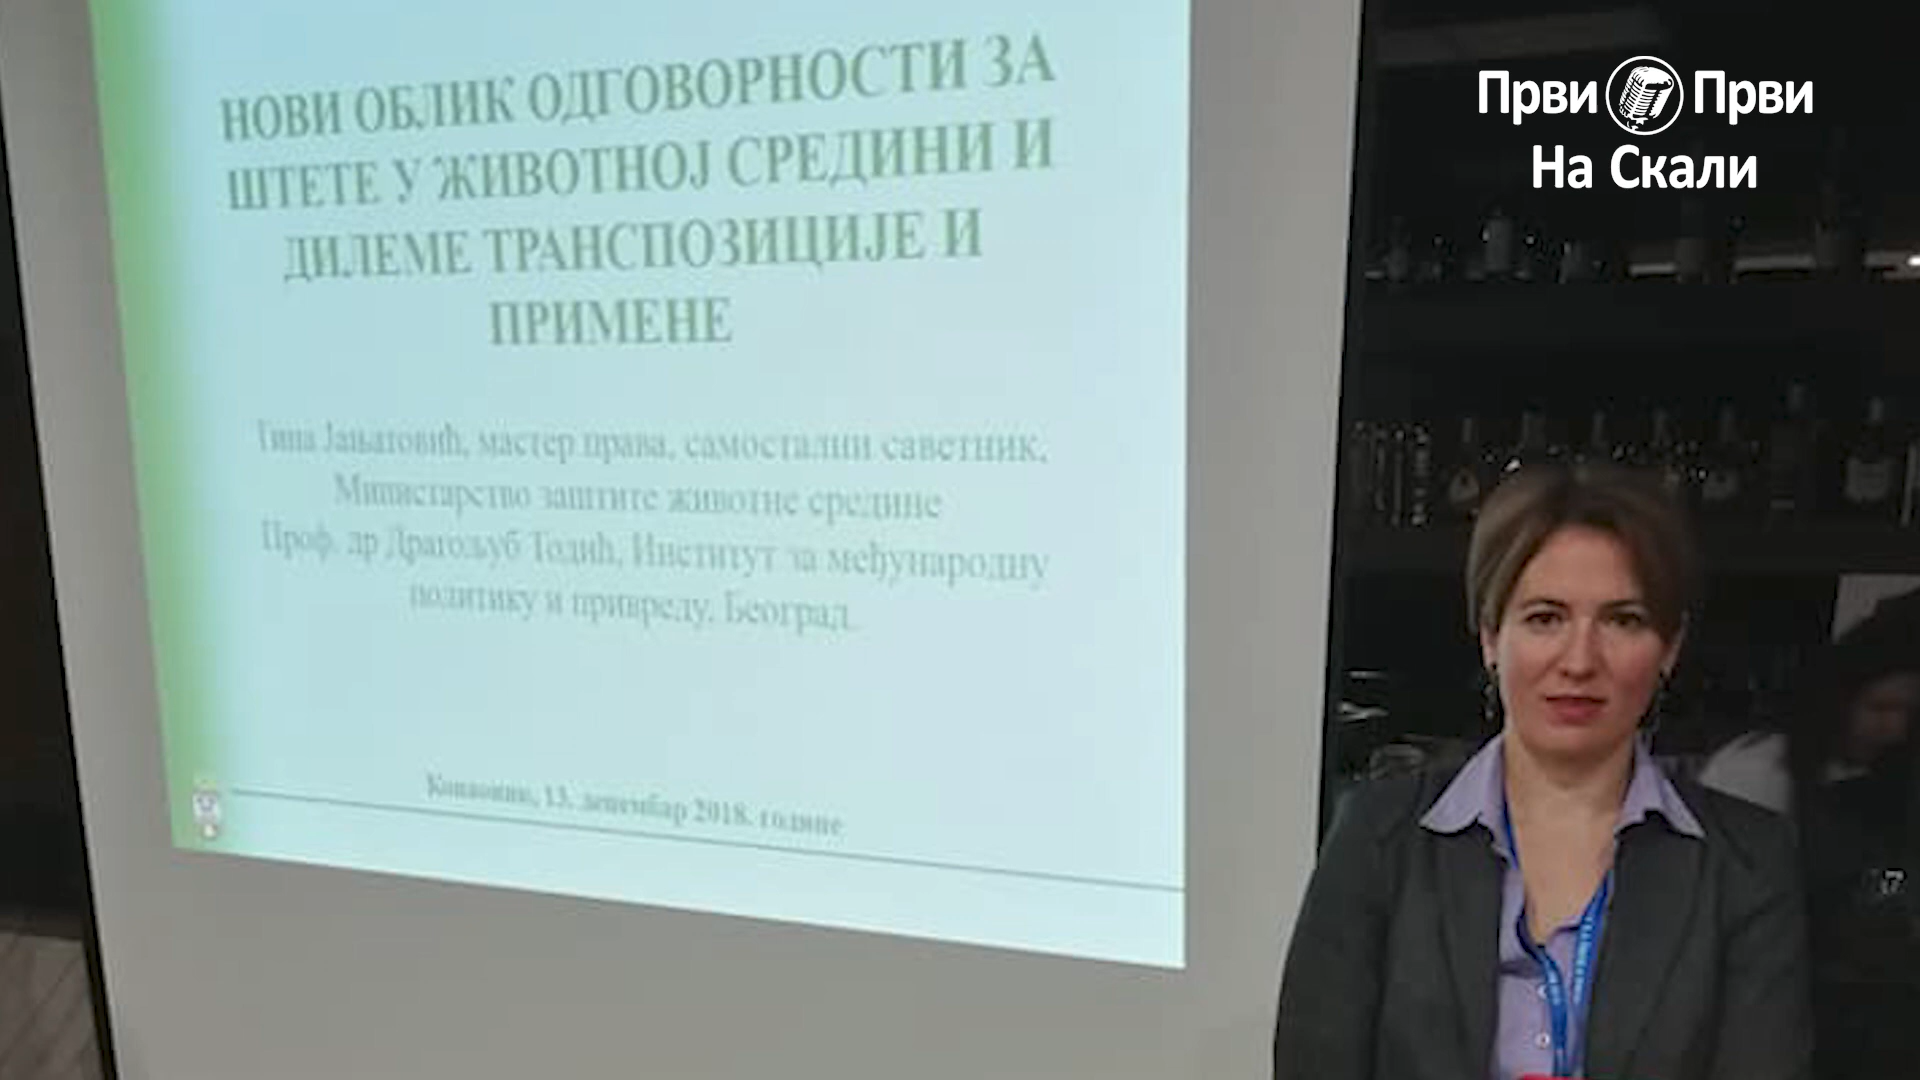 НОВИ ОБЛИК ОДГОВОРНОСТИ ЗА
ШТЕТЕ У ЖИВОТНОЈ СРЕДИНИ И
ДИЛЕМЕ ТРАНСПОЗИЦИЈЕ И
ПРИМЕНЕ
Јањатовић, мастер права, самостални саветник,
Министарство заштите животне средине
Проф. др Драгољуб Тодић, Институт за међународну
политику и привреду, Београд
Копаоник, 13. децембар 2018. године
Први Први
На Скали